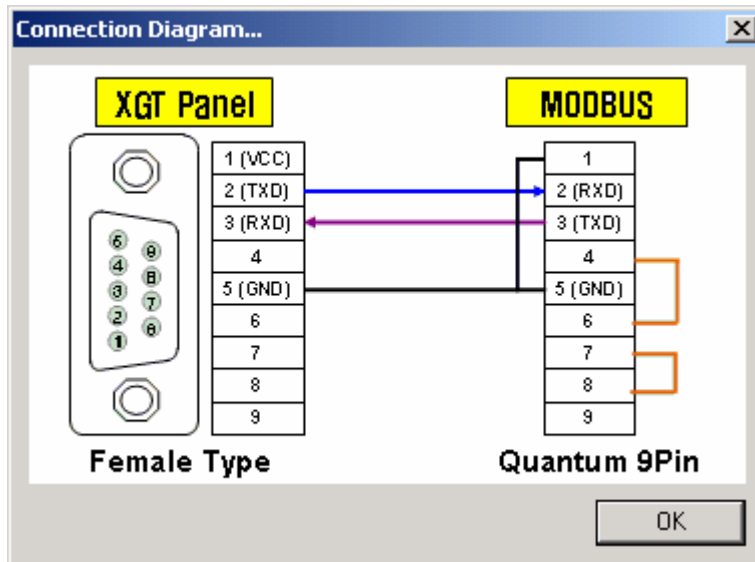 Connection Diagram...
XGT Panel
MODBUS
1 (VCC)
2 (TXD)
3 (RXD)
4
5 (GND)
6
7
8
9
1
2 (RXD)
3 (TXD)
4
5 (GND)
6
7
8
9
5
9
4
8
3
7
2
6
1
Female Type
Quantum 9Pin
OK